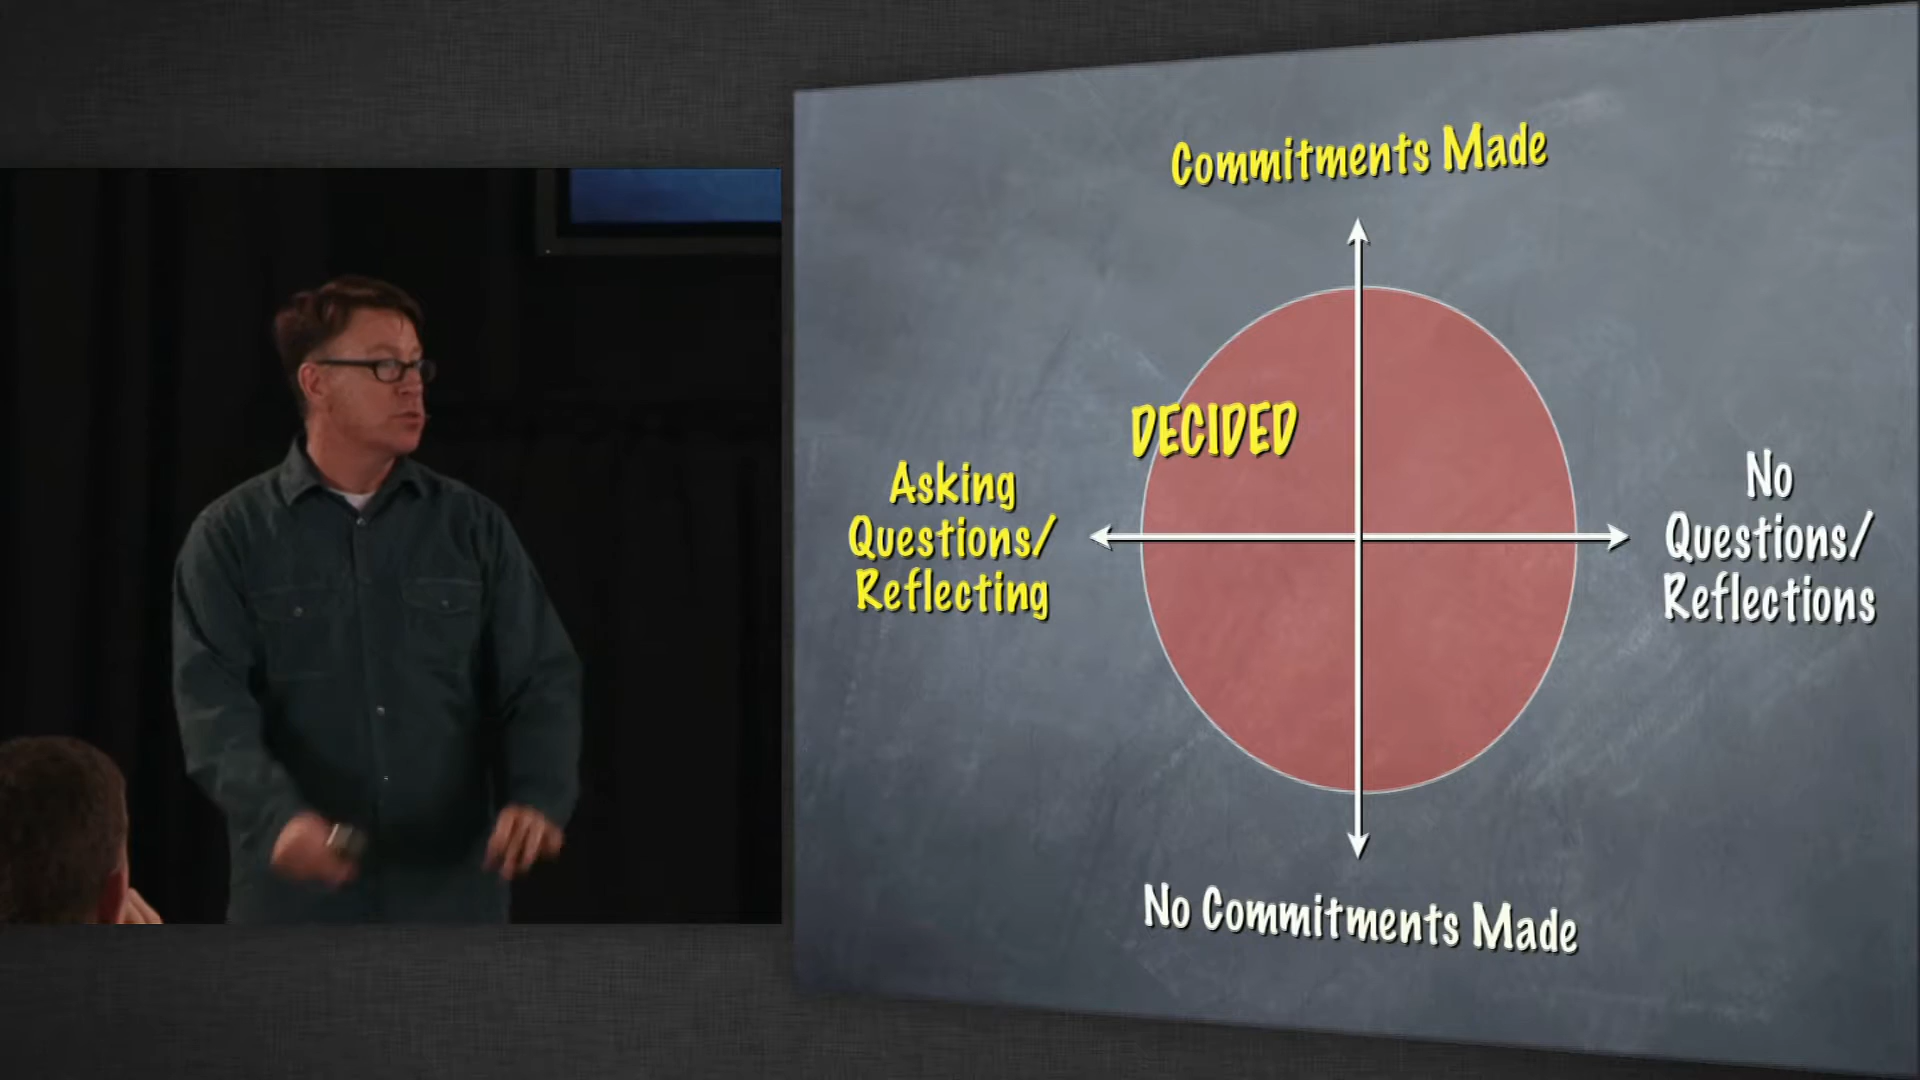 Commitments Made
DECIDED
Asking
Questions/
Reflecting
No
Questions/
Reflections
No Commitments Made